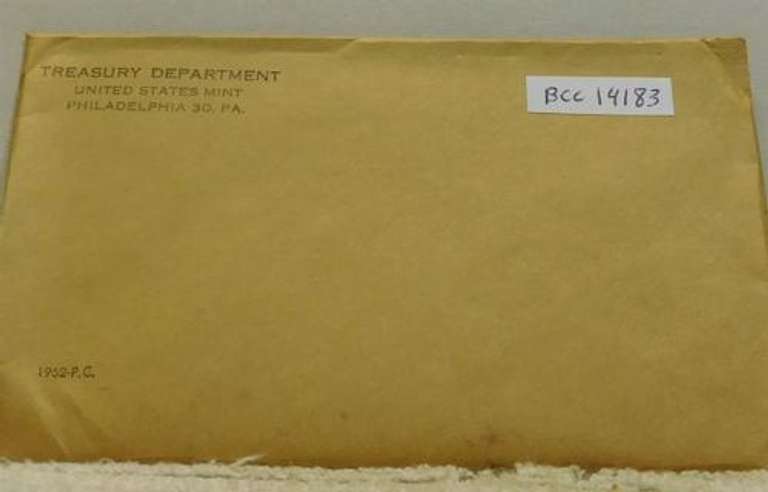 TREASURY DEPARTMENT
UNITED STATES MINT
PHILADELPHIA 30, PA.
BCC 14183
1962-P.C.